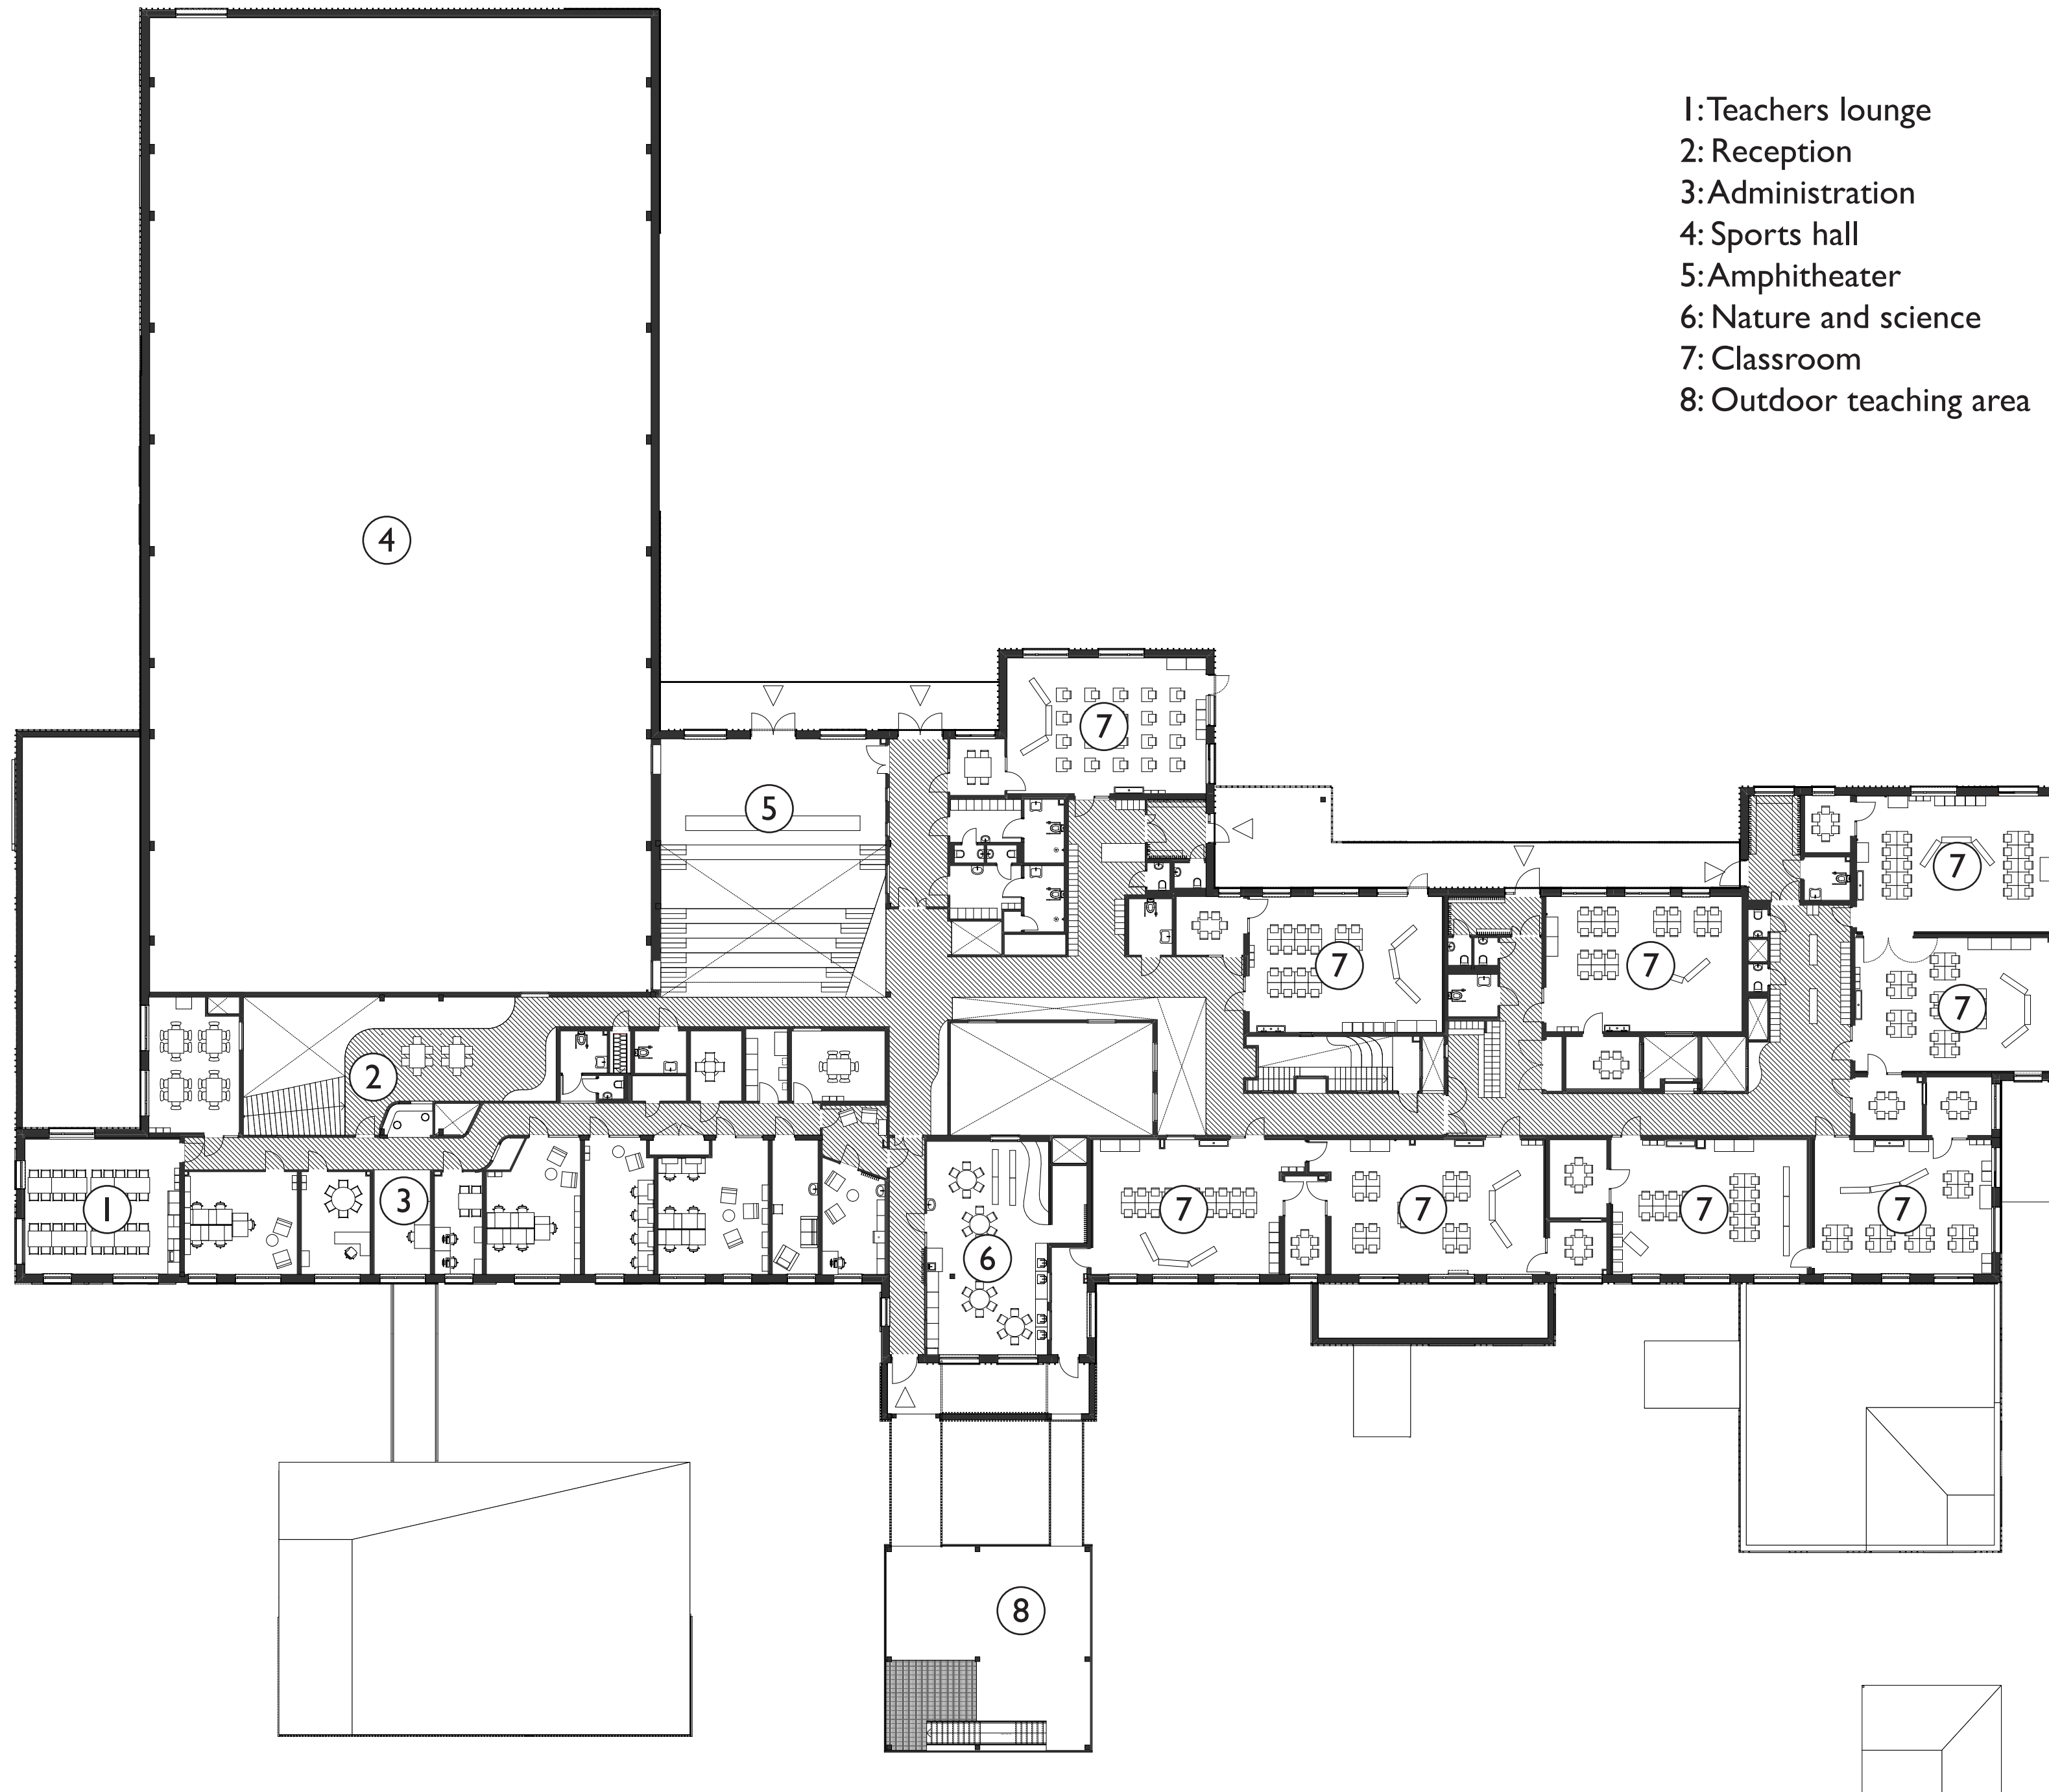 1: Teachers lounge
2: Reception
3: Administration
4: Sports hall
5: Amphitheater
6: Nature and science
7: Classroom
8: Outdoor teaching area
4
7
5
7
7
7
7
2
1
3
7
7
7
7
6
8